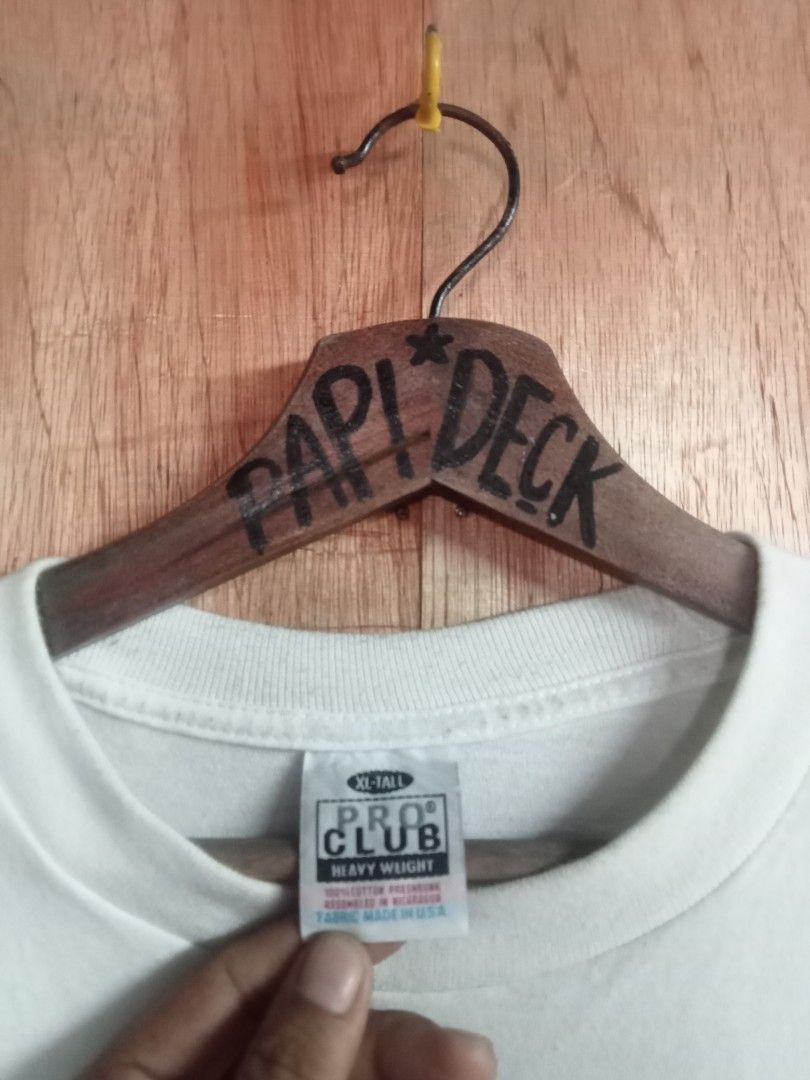 PAPI*DECK
XL-TALL
PRO®
CLUB
HEAVY WEIGHT
100% COTTON PRESHRUNK
ASSEMBLED IN NICARAGUA
FABRIC MADE IN U.S.A